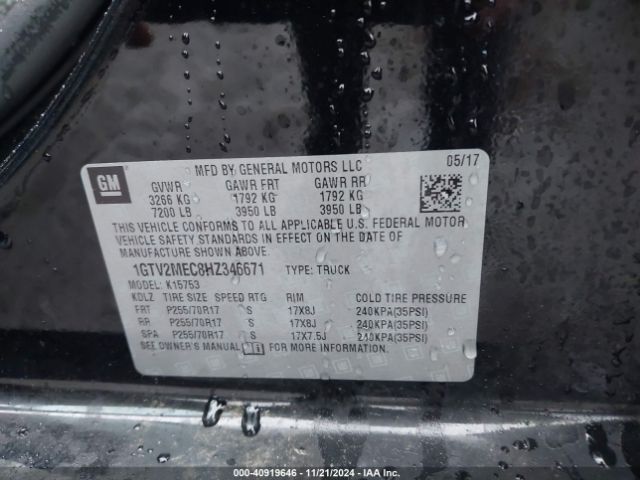 GM
MFD BY GENERAL MOTORS LLC 05/17
GVWR GAWR FRT GAWR RR
3266 KG 1792 KG 1792 KG
7200 LB 3950 LB 3950 LB
THIS VEHICLE CONFORMS TO ALL APPLICABLE U.S. FEDERAL MOTOR
VEHICLE SAFETY STANDARDS IN EFFECT ON THE DATE OF
MANUFACTURE SHOWN ABOVE.
1GTV2MEC8HZ346671 TYPE: TRUCK
MODEL: K15753
KDLZ TIRE SIZE SPEED RTG RIM COLD TIRE PRESSURE
FRT P255/70R17 S 17X8J 240KPA(35PSI)
RR P255/70R17 S 17X8J 240KPA(35PSI)
SPA P255/70R17 S 17X7.5J 240KPA(35PSI)
SEE OWNER'S MANUAL FOR MORE INFORMATION.
000-40919646 - 11/21/2024 - IAA Inc.